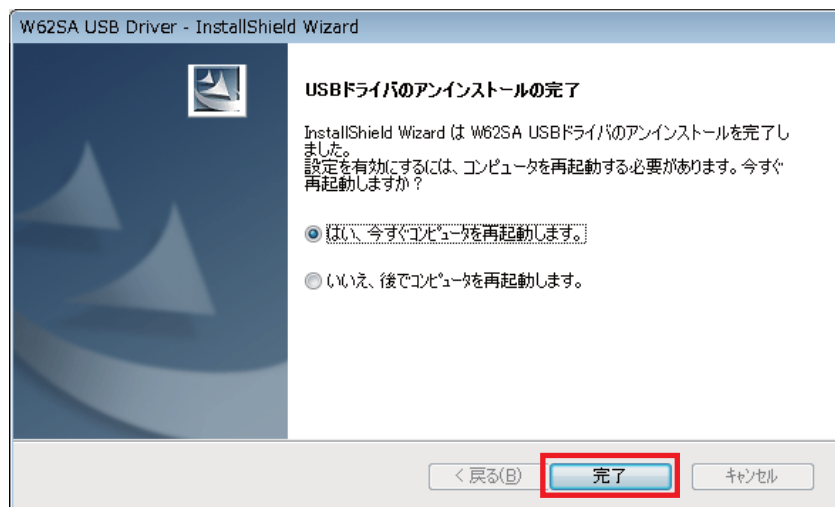 W62SA USB Driver - InstallShield Wizard
USBドライバのアンインストールの完了
InstallShield Wizard は W62SA USBドライバのアンインストールを完了し
ました。
設定を有効にするには、コンピュータを再起動する必要があります。今すぐ
再起動しますか？
はい、今すぐコンピュータを再起動します。
いいえ、後でコンピュータを再起動します。
< 戻る(B)
完了
キャンセル